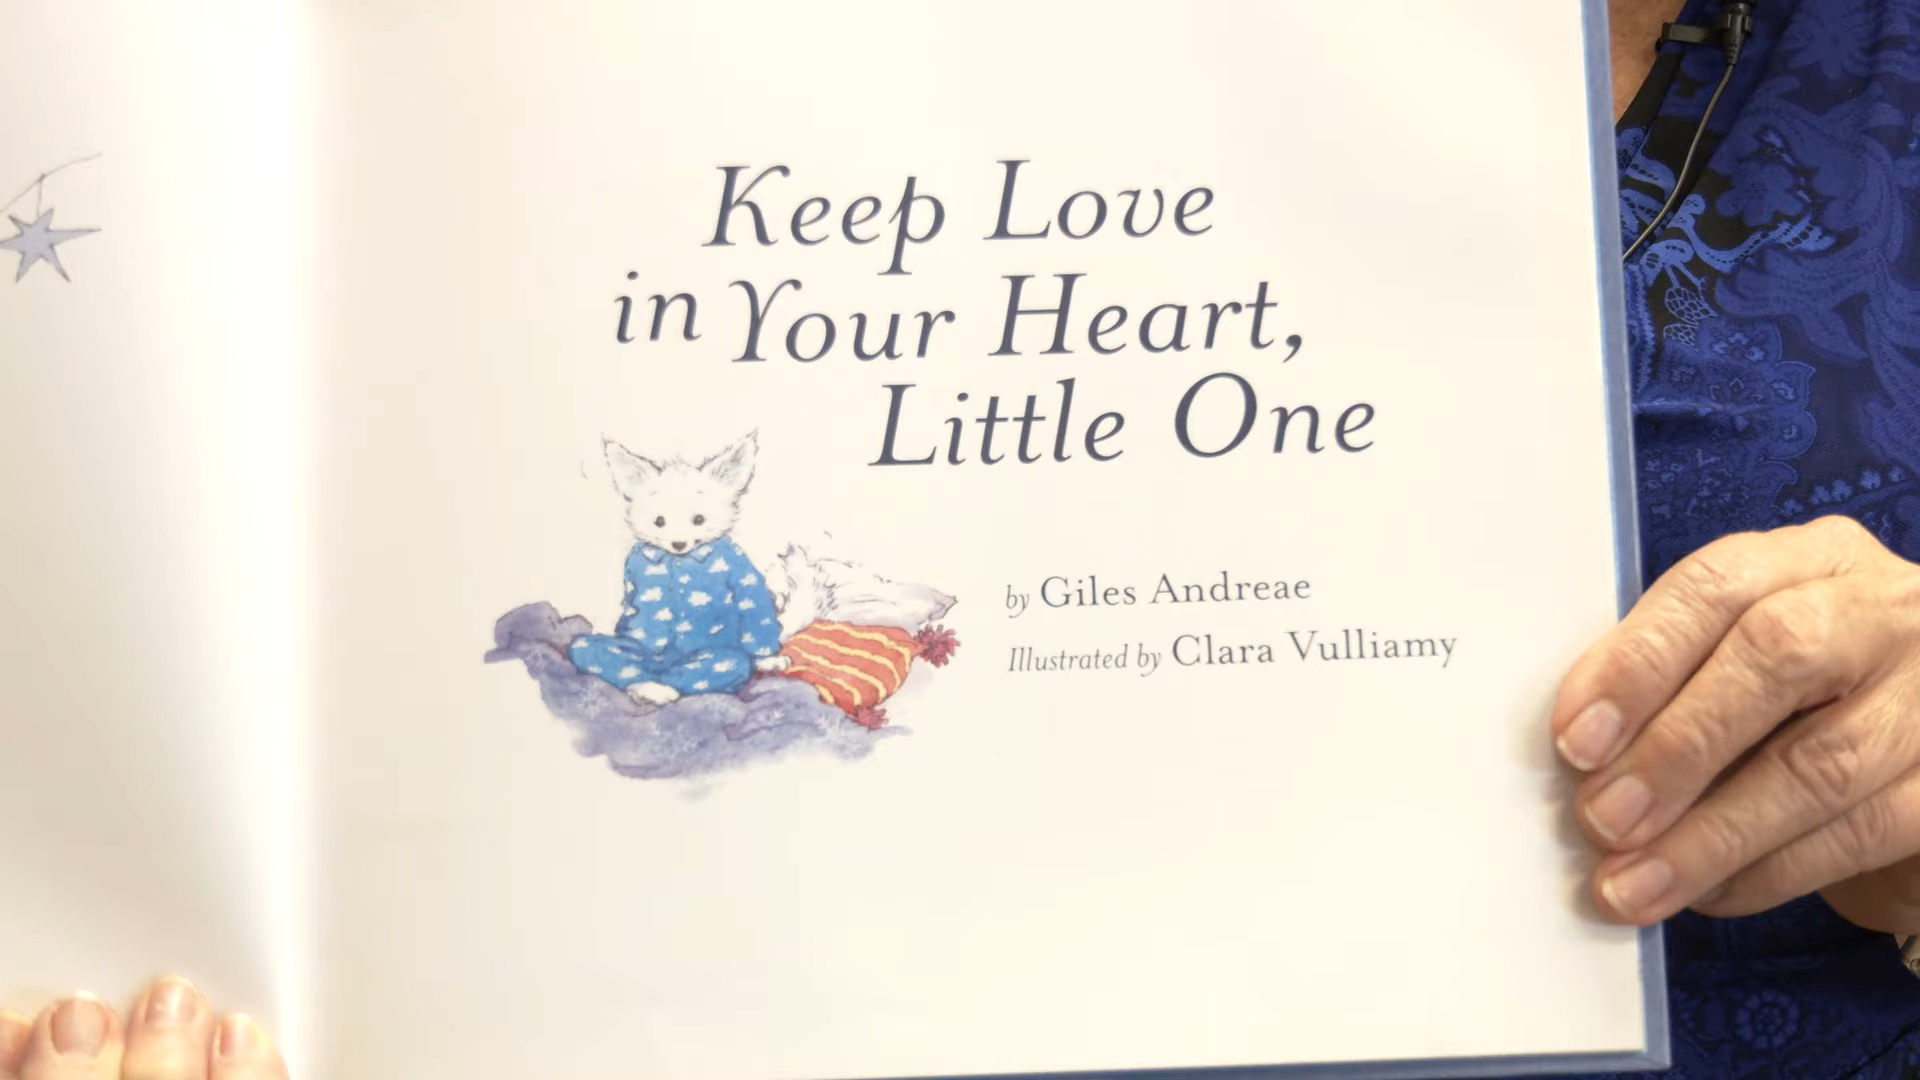 Keep Love
in Your Heart,
Little One
by Giles Andreae
Illustrated by Clara Vulliamy